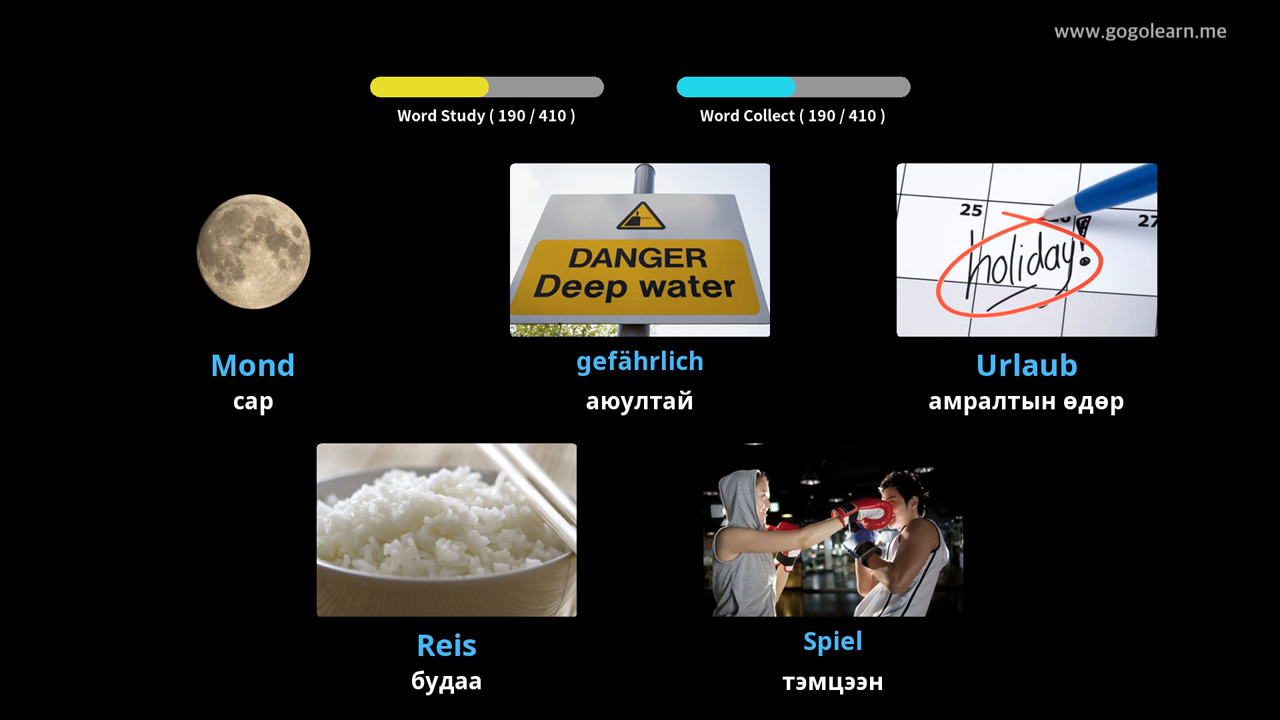 www.gogolearn.me
Word Study ( 190 / 410 )
Word Collect ( 190 / 410 )
DANGER
Deep water
25
27
holiday!
Mond
сар
gefährlich
аюултай
Urlaub
амралтын өдөр
Reis
будаа
Spiel
тэмцээн